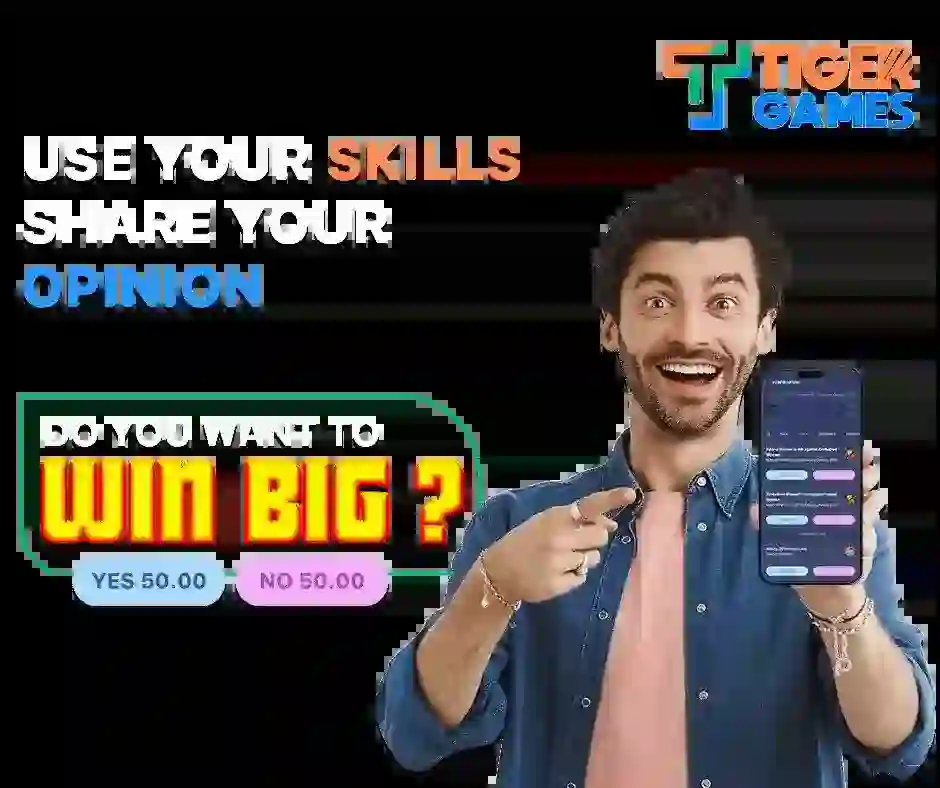 TIGER
GAMES
USE YOUR SKILLS
SHARE YOUR
OPINION
DO YOU WANT TO
WIN BIG ?
YES 50.00 NO 50.00